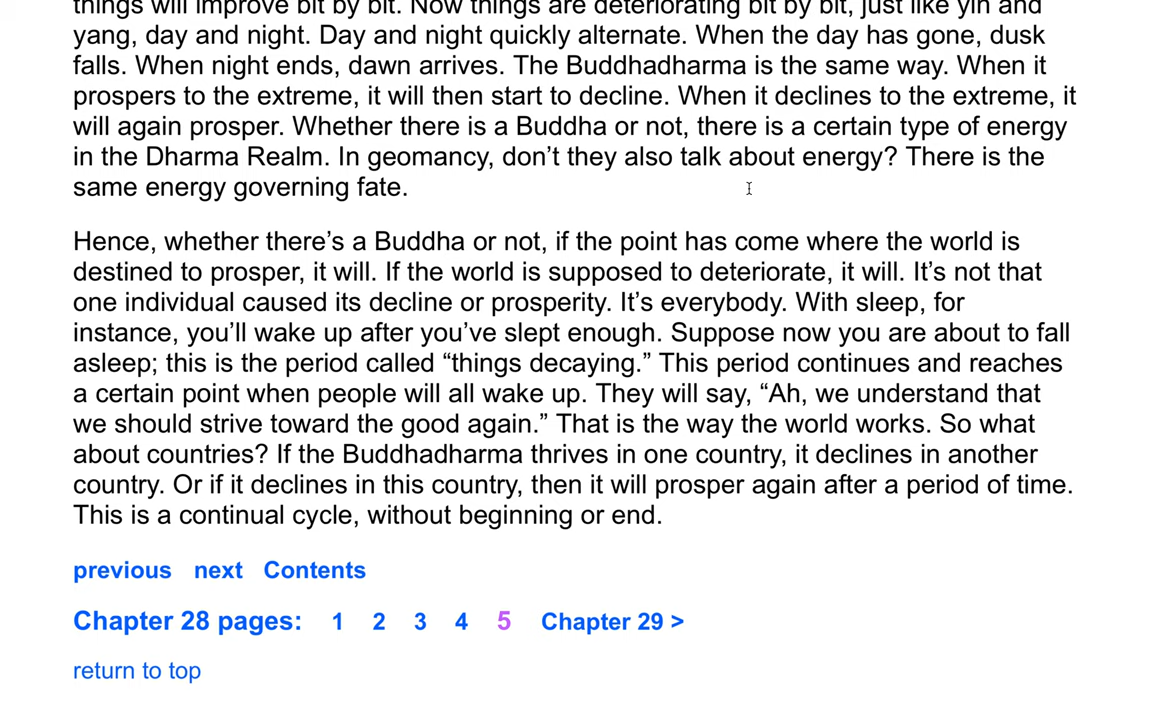 things will improve bit by bit. Now things are deteriorating bit by bit, just like yin and
yang, day and night. Day and night quickly alternate. When the day has gone, dusk
falls. When night ends, dawn arrives. The Buddhadharma is the same way. When it
prospers to the extreme, it will then start to decline. When it declines to the extreme, it
will again prosper. Whether there is a Buddha or not, there is a certain type of energy
in the Dharma Realm. In geomancy, don’t they also talk about energy? There is the
same energy governing fate.
Hence, whether there’s a Buddha or not, if the point has come where the world is
destined to prosper, it will. If the world is supposed to deteriorate, it will. It’s not that
one individual caused its decline or prosperity. It’s everybody. With sleep, for
instance, you’ll wake up after you’ve slept enough. Suppose now you are about to fall
asleep; this is the period called “things decaying.” This period continues and reaches
a certain point when people will all wake up. They will say, “Ah, we understand that
we should strive toward the good again.” That is the way the world works. So what
about countries? If the Buddhadharma thrives in one country, it declines in another
country. Or if it declines in this country, then it will prosper again after a period of time.
This is a continual cycle, without beginning or end.
previous next Contents
Chapter 28 pages: 1 2 3 4 5 Chapter 29 >
return to top